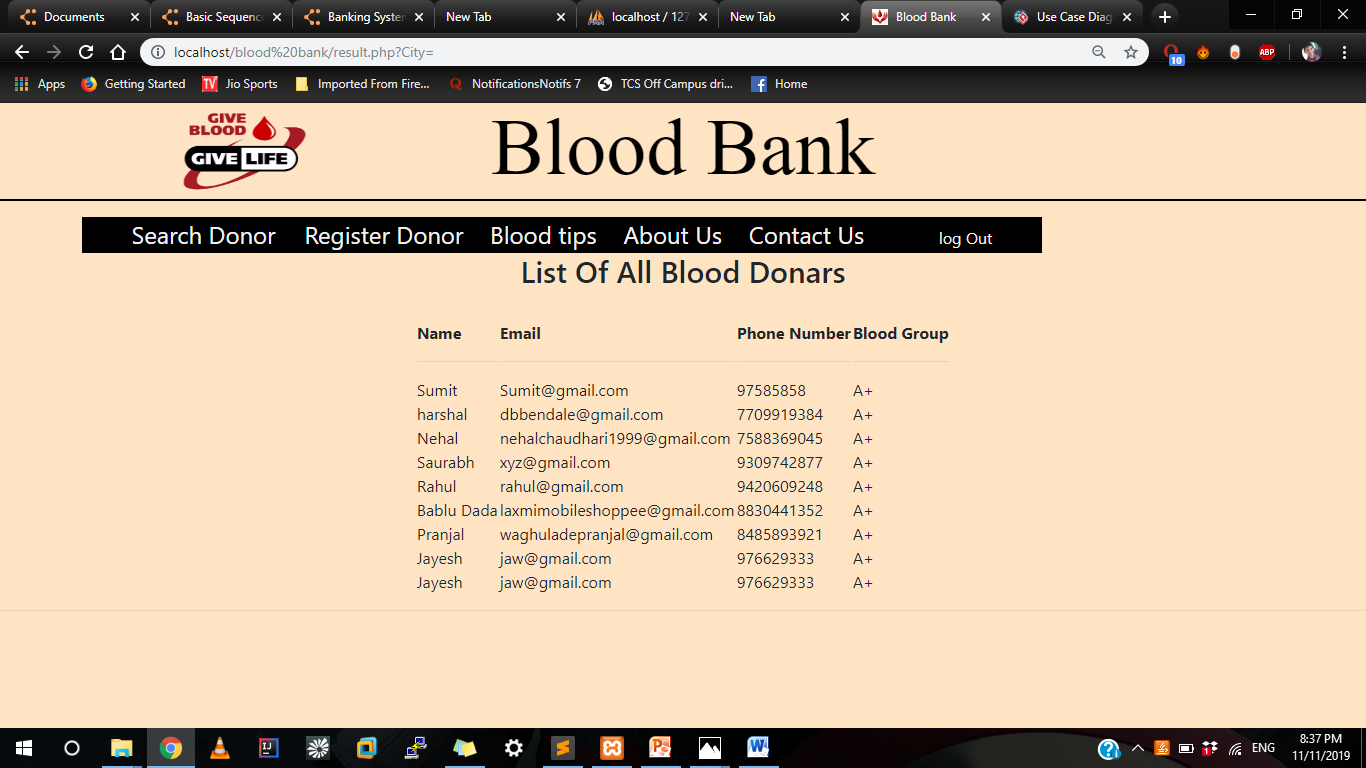 Documents Basic Sequenc Banking System New Tab localhost / 127 New Tab Blood Bank Use Case Diag
localhost/blood%20bank/result.php?City=
10 ABP
Apps Getting Started TV Jio Sports Imported From Fire... Q NotificationsNotifs 7 TCS Off Campus dri... Home
GIVE
BLOOD
GIVE LIFE
Blood Bank
Search Donor Register Donor Blood tips About Us Contact Us log Out
List Of All Blood Donars
Name Email Phone Number Blood Group
Sumit Sumit@gmail.com 97585858 A+
harshal dbbendale@gmail.com 7709919384 A+
Nehal nehalchaudhari1999@gmail.com 7588369045 A+
Saurabh xyz@gmail.com 9309742877 A+
Rahul rahul@gmail.com 9420609248 A+
Bablu Dada laxmimobileshoppee@gmail.com 8830441352 A+
Pranjal waghuladepranjal@gmail.com 8485893921 A+
Jayesh jaw@gmail.com 976629333 A+
Jayesh jaw@gmail.com 976629333 A+
ENG 8:37 PM
11/11/2019